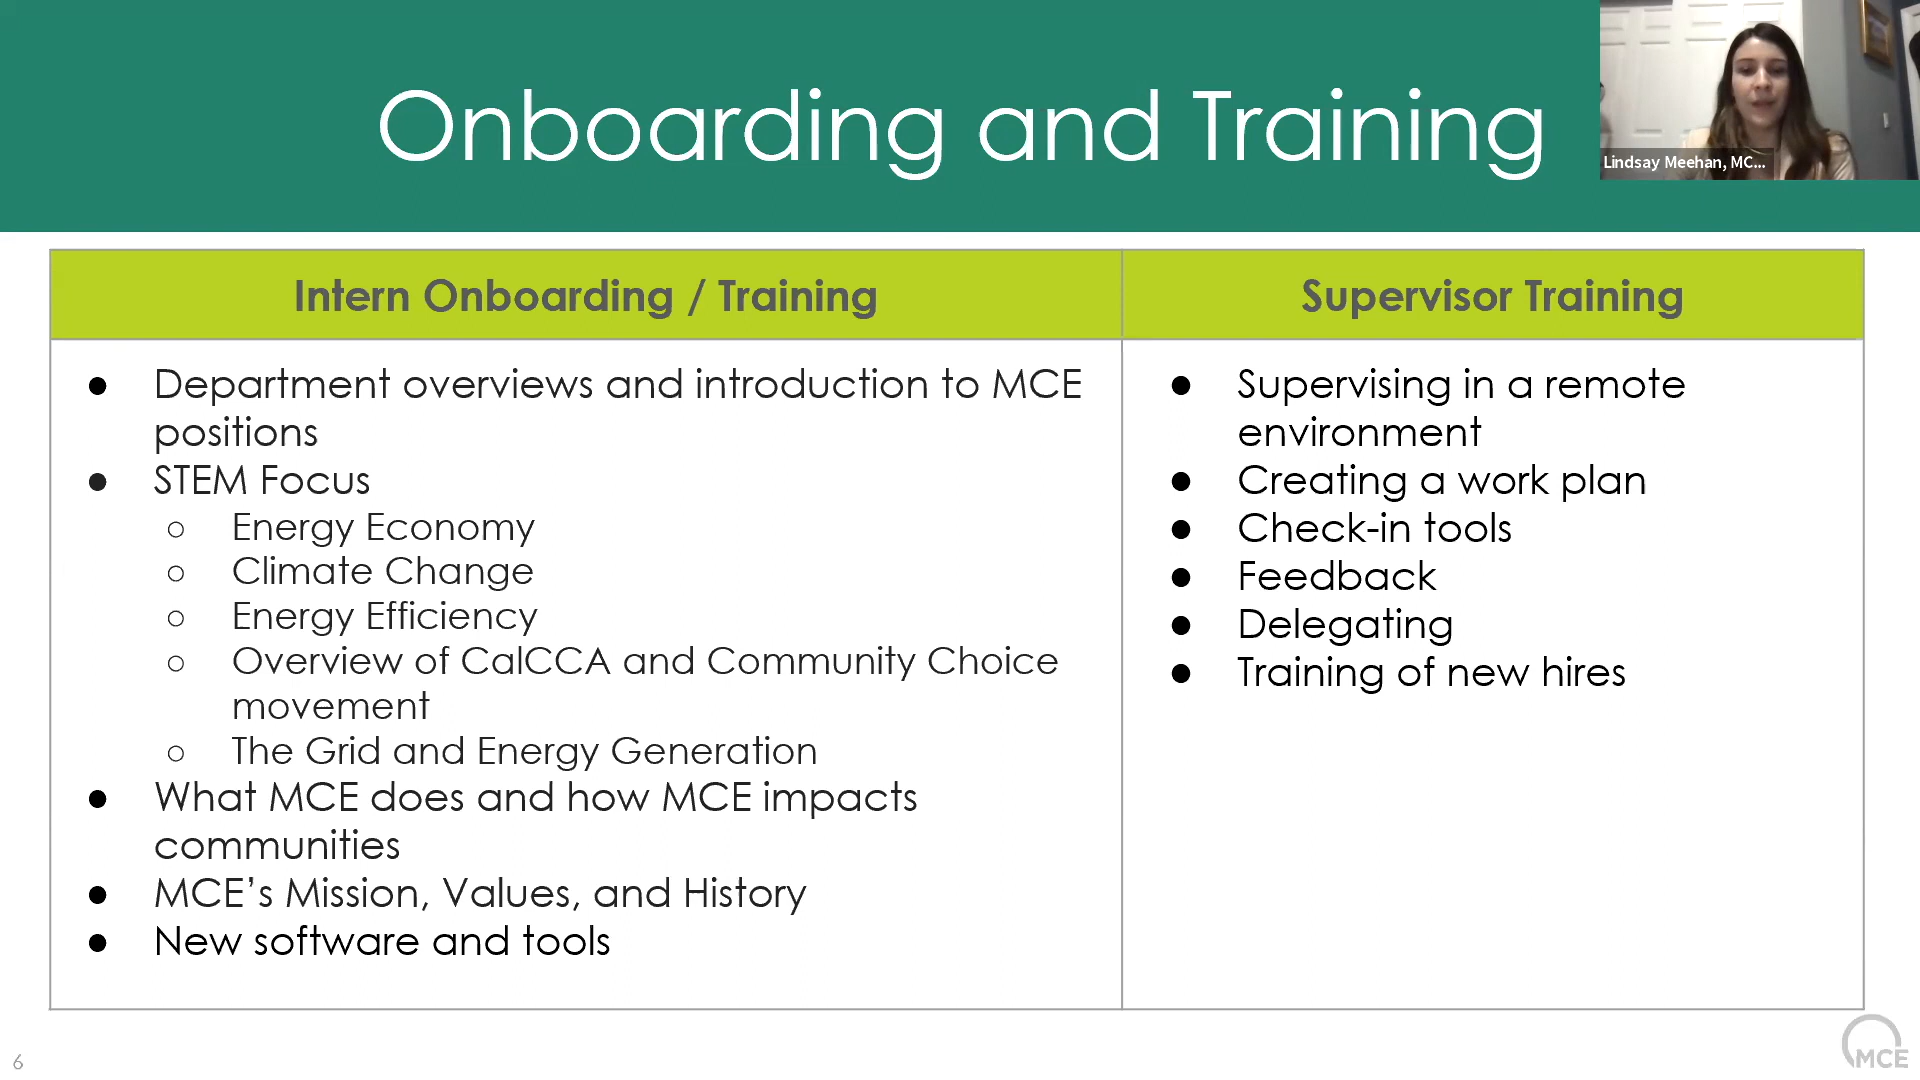 Onboarding and Training
Lindsay Meehan, MC...
Intern Onboarding / Training
● Department overviews and introduction to MCE
positions
● STEM Focus
○ Energy Economy
○ Climate Change
○ Energy Efficiency
○ Overview of CalCCA and Community Choice
movement
○ The Grid and Energy Generation
● What MCE does and how MCE impacts
communities
● MCE’s Mission, Values, and History
● New software and tools
Supervisor Training
● Supervising in a remote
environment
● Creating a work plan
● Check-in tools
● Feedback
● Delegating
● Training of new hires
6
MCE